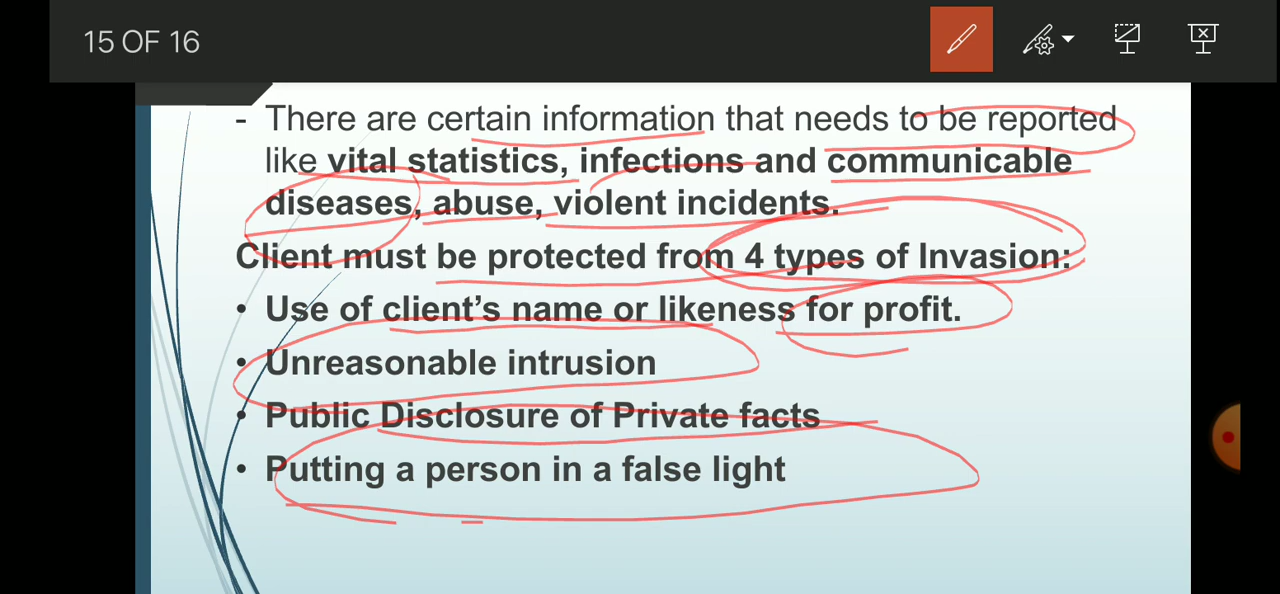 15 OF 16
- There are certain information that needs to be reported
like vital statistics, infections and communicable
diseases, abuse, violent incidents.
Client must be protected from 4 types of Invasion:
• Use of client's name or likeness for profit.
• Unreasonable intrusion
• Public Disclosure of Private facts
• Putting a person in a false light